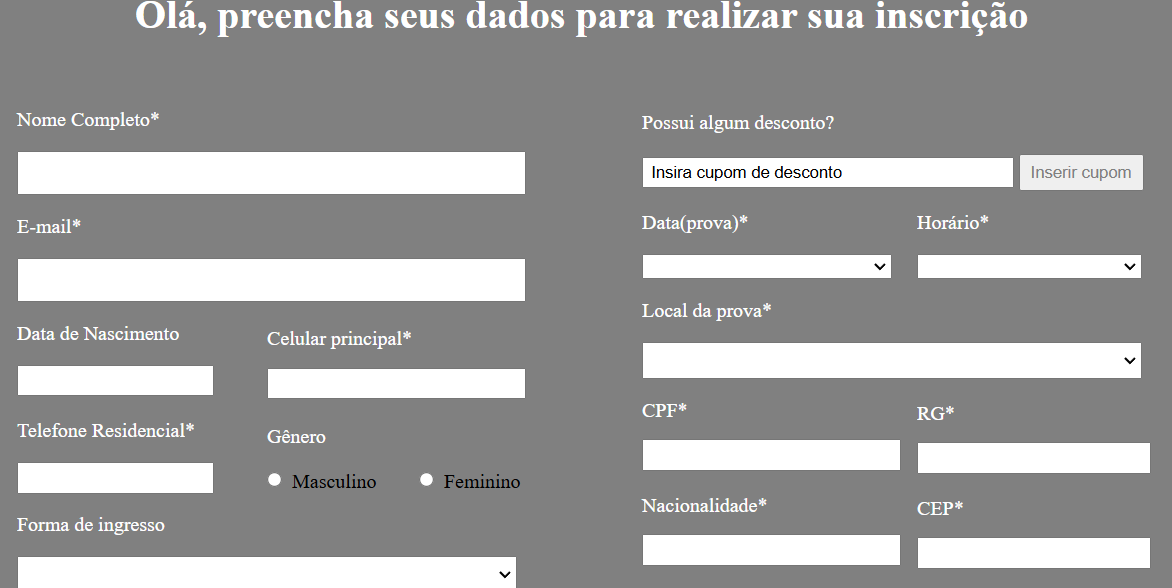 Olá, preencha seus dados para realizar sua inscrição
Nome Completo*
E-mail*
Data de Nascimento
Celular principal*
Telefone Residencial*
Gênero
Masculino
Feminino
Forma de ingresso
Possui algum desconto?
Insira cupom de desconto
Inserir cupom
Data(prova)*
Horário*
Local da prova*
CPF*
RG*
Nacionalidade*
CEP*